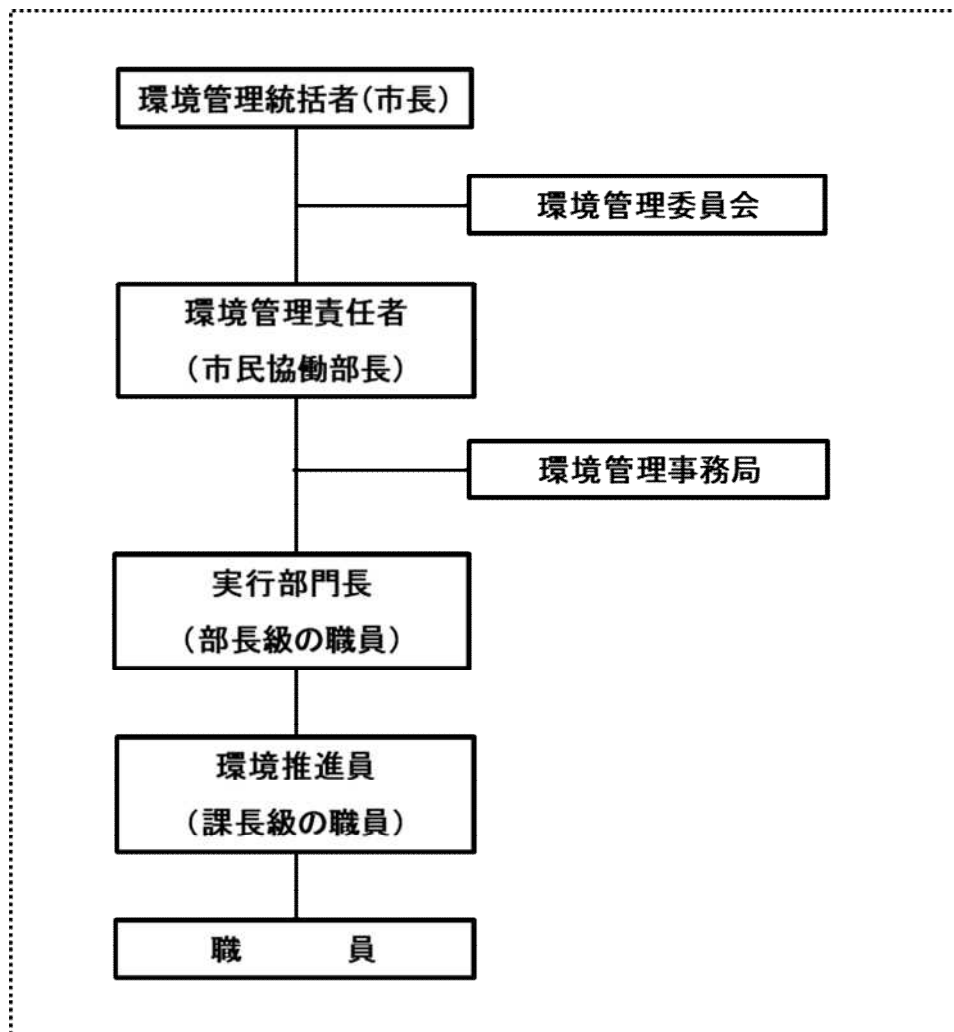 環境管理統括者(市長)
環境管理委員会
環境管理責任者
(市民協働部長)
環境管理事務局
実行部門長
(部長級の職員)
環境推進員
(課長級の職員)
職　　　員